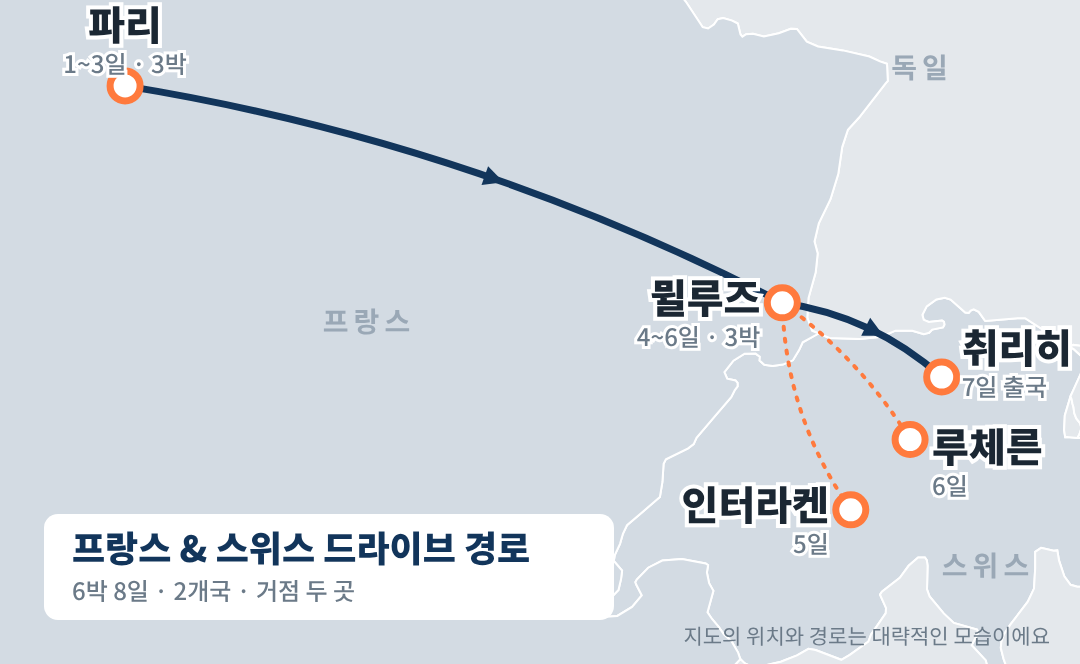 파리
1~3일 · 3박
독일
프랑스
뮐루즈
4~6일 · 3박
취리히
7일 출국
루체른
6일
인터라켄
5일
스위스
프랑스 & 스위스 드라이브 경로
6박 8일 · 2개국 · 거점 두 곳
지도의 위치와 경로는 대략적인 모습이에요